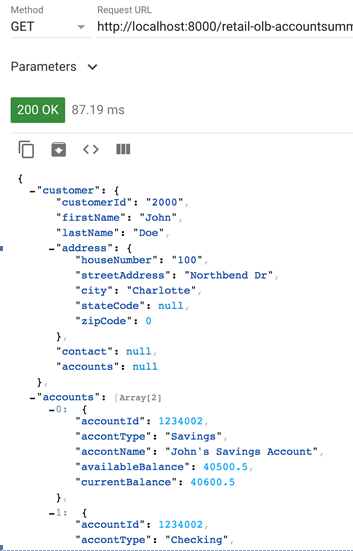 Method
Request URL
GET
http://localhost:8000/retail-olb-accountsumm
Parameters
200 OK 87.19 ms
{
"customer": {
"customerId": "2000",
"firstName": "John",
"lastName": "Doe",
"address": {
"houseNumber": "100",
"streetAddress": "Northbend Dr",
"city": "Charlotte",
"stateCode": null,
"zipCode": 0
},
"contact": null,
"accounts": null
},
"accounts": [Array[2]
0: {
"accountId": 1234002,
"accontType": "Savings",
"accontName": "John's Savings Account",
"availableBalance": 40500.5,
"currentBalance": 40600.5
},
1: {
"accountId": 1234002,
"accontType": "Checking",